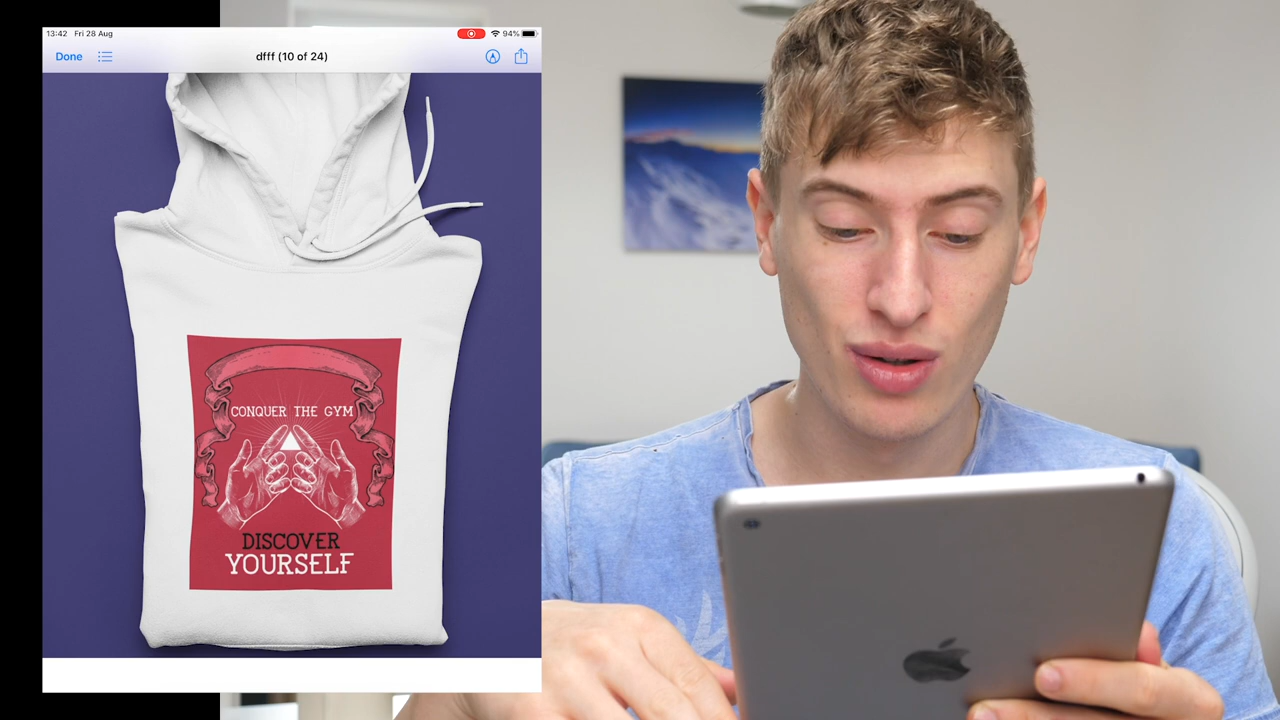 13:42 Fri 28 Aug 94%
Done dfff (10 of 24)
CONQUER THE GYM
DISCOVER
YOURSELF